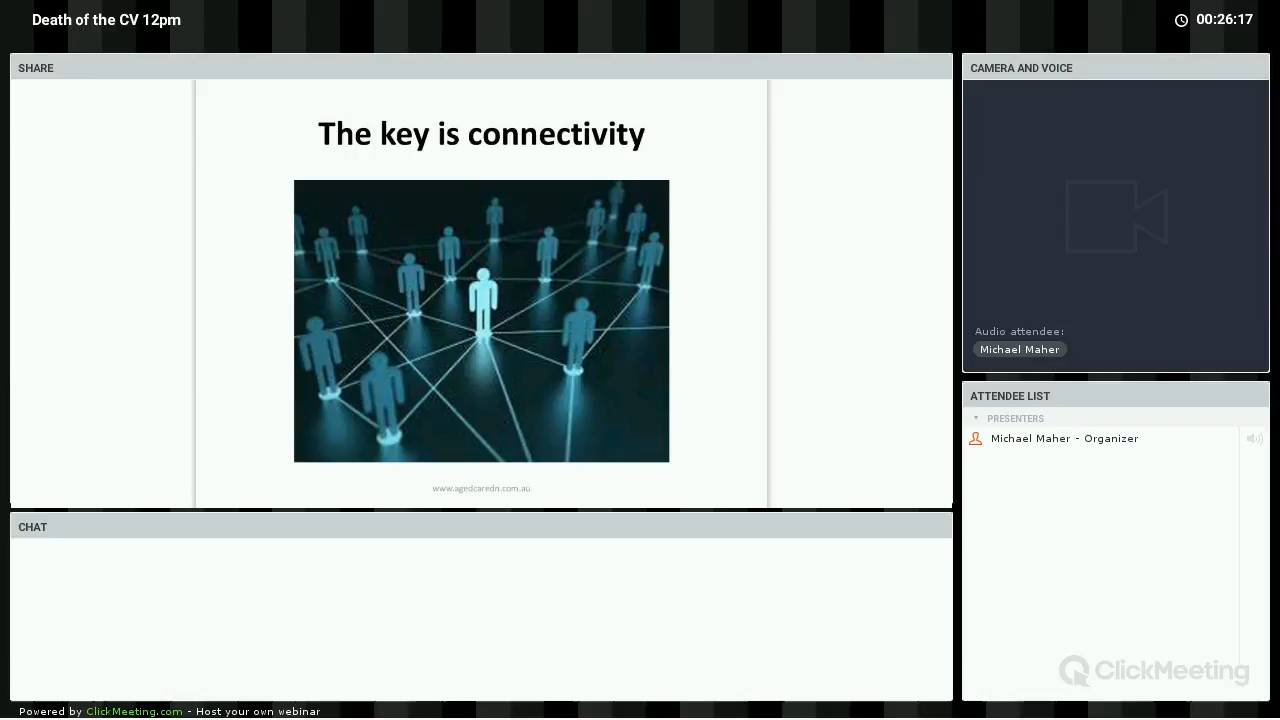 Death of the CV 12pm
00:26:17
SHARE
The key is connectivity
www.agedcaredn.com.au
CHAT
CAMERA AND VOICE
Audio attendee:
Michael Maher
ATTENDEE LIST
PRESENTERS
Michael Maher - Organizer
ClickMeeting
Powered by ClickMeeting.com - Host your own webinar